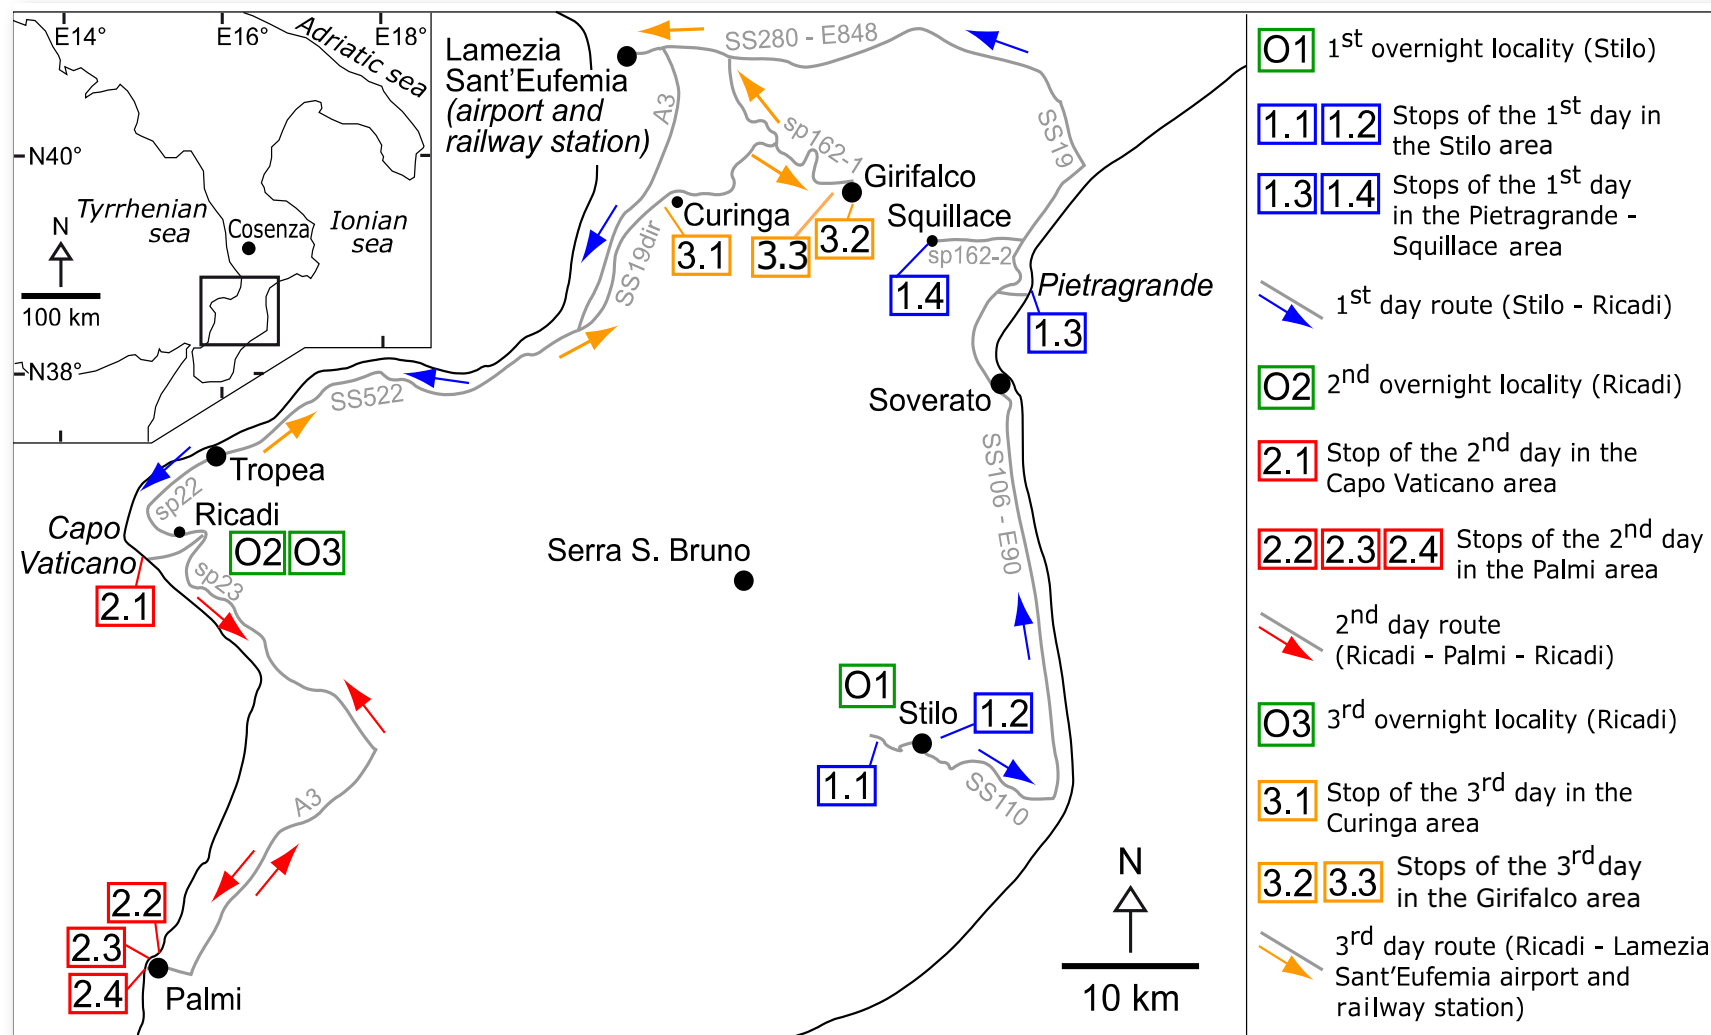 E14°
E16°
E18°
Adriatic sea
N40°
Tyrrhenian
sea
Cosenza
Ionian
sea
N
100 km
N38°
Lamezia
Sant'Eufemia
(airport and
railway station)
SS280 - E848
A3
SS19
sp162-1
Girifalco
Curinga
Squillace
3.1
3.3
3.2
SS19dir
sp162-2
1.4
Pietragrande
1.3
SS522
Soverato
Tropea
sp22
Ricadi
SS106 - E90
Capo
Vaticano
O2
O3
Serra S. Bruno
sp23
2.1
O1
Stilo
1.2
1.1
SS110
A3
2.2
2.3
2.4
Palmi
N
10 km
O1 1st overnight locality (Stilo)
1.1 1.2 Stops of the 1st day in
the Stilo area
1.3 1.4 Stops of the 1st day
in the Pietragrande -
Squillace area
1st day route (Stilo - Ricadi)
O2 2nd overnight locality (Ricadi)
2.1 Stop of the 2nd day in the
Capo Vaticano area
2.2 2.3 2.4 Stops of the 2nd day
in the Palmi area
2nd day route
(Ricadi - Palmi - Ricadi)
O3 3rd overnight locality (Ricadi)
3.1 Stop of the 3rd day in the
Curinga area
3.2 3.3 Stops of the 3rd day
in the Girifalco area
3rd day route (Ricadi - Lamezia
Sant'Eufemia airport and
railway station)